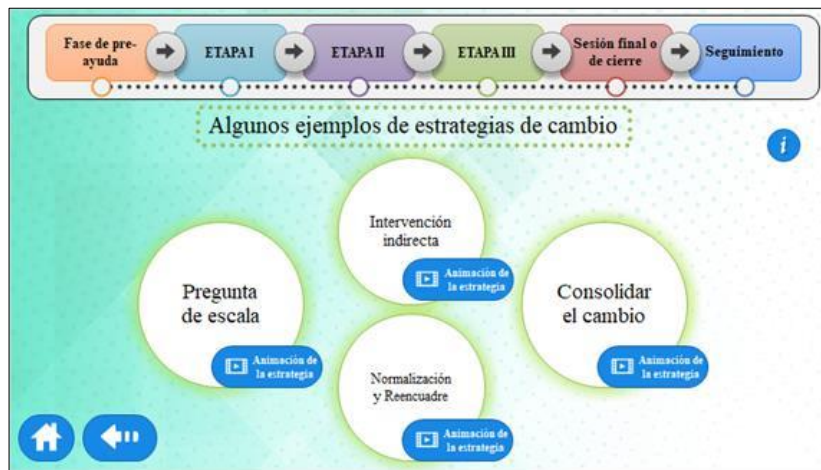 Fase de pre-
ayuda
ETAPA I
ETAPA II
ETAPA III
Sesión final o
de cierre
Seguimiento
Algunos ejemplos de estrategias de cambio
i
Intervención
indirecta
Animación de
la estrategia
Pregunta
de escala
Animación de
la estrategia
Consolidar
el cambio
Animación de
la estrategia
Normalización
y Reencuadre
Animación de
la estrategia